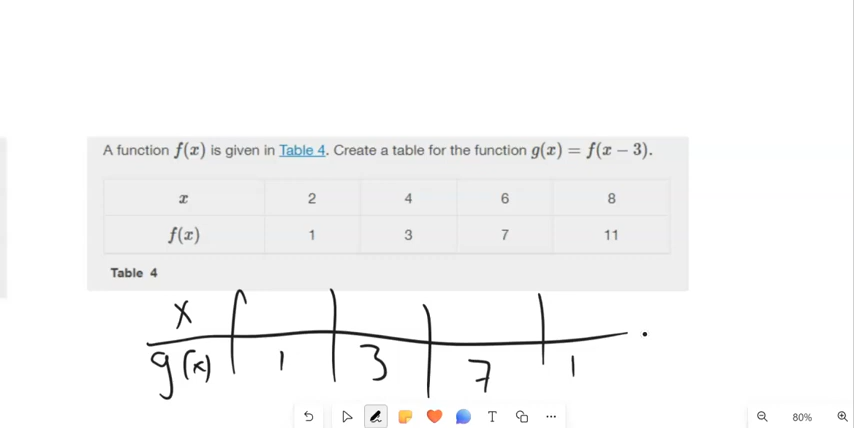 A function f(x) is given in Table 4. Create a table for the function g(x) = f(x − 3).
x 2 4 6 8
f(x) 1 3 7 11
Table 4
x
g(x) 1 3 7 1
T ... 80%